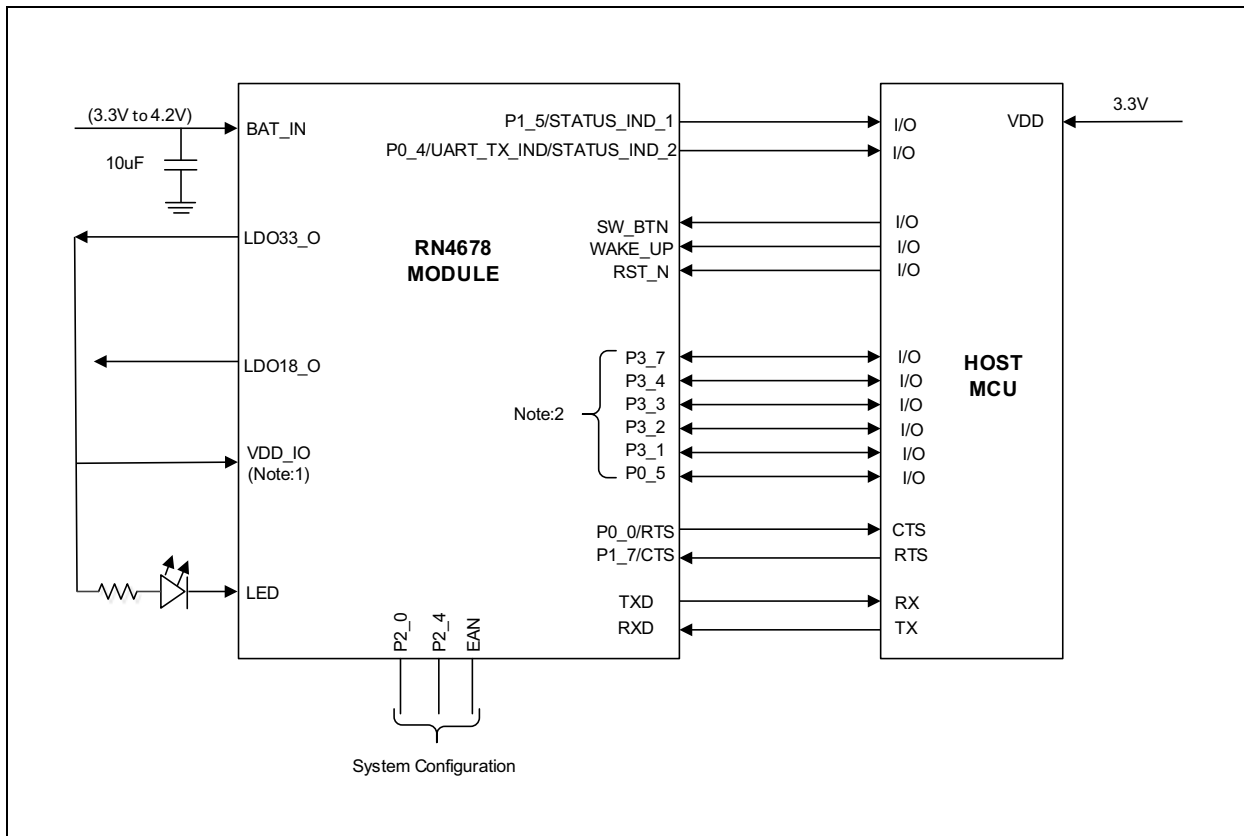 (3.3V to 4.2V)
10uF
BAT_IN
LDO33_O
LDO18_O
VDD_IO
(Note:1)
LED
RN4678
MODULE
P1_5/STATUS_IND_1
P0_4/UART_TX_IND/STATUS_IND_2
SW_BTN
WAKE_UP
RST_N
Note:2
P3_7
P3_4
P3_3
P3_2
P3_1
P0_5
P0_0/RTS
P1_7/CTS
TXD
RXD
P2_0
P2_4
EAN
System Configuration
I/O
I/O
I/O
I/O
I/O
I/O
I/O
I/O
I/O
I/O
I/O
CTS
RTS
RX
TX
VDD
3.3V
HOST
MCU